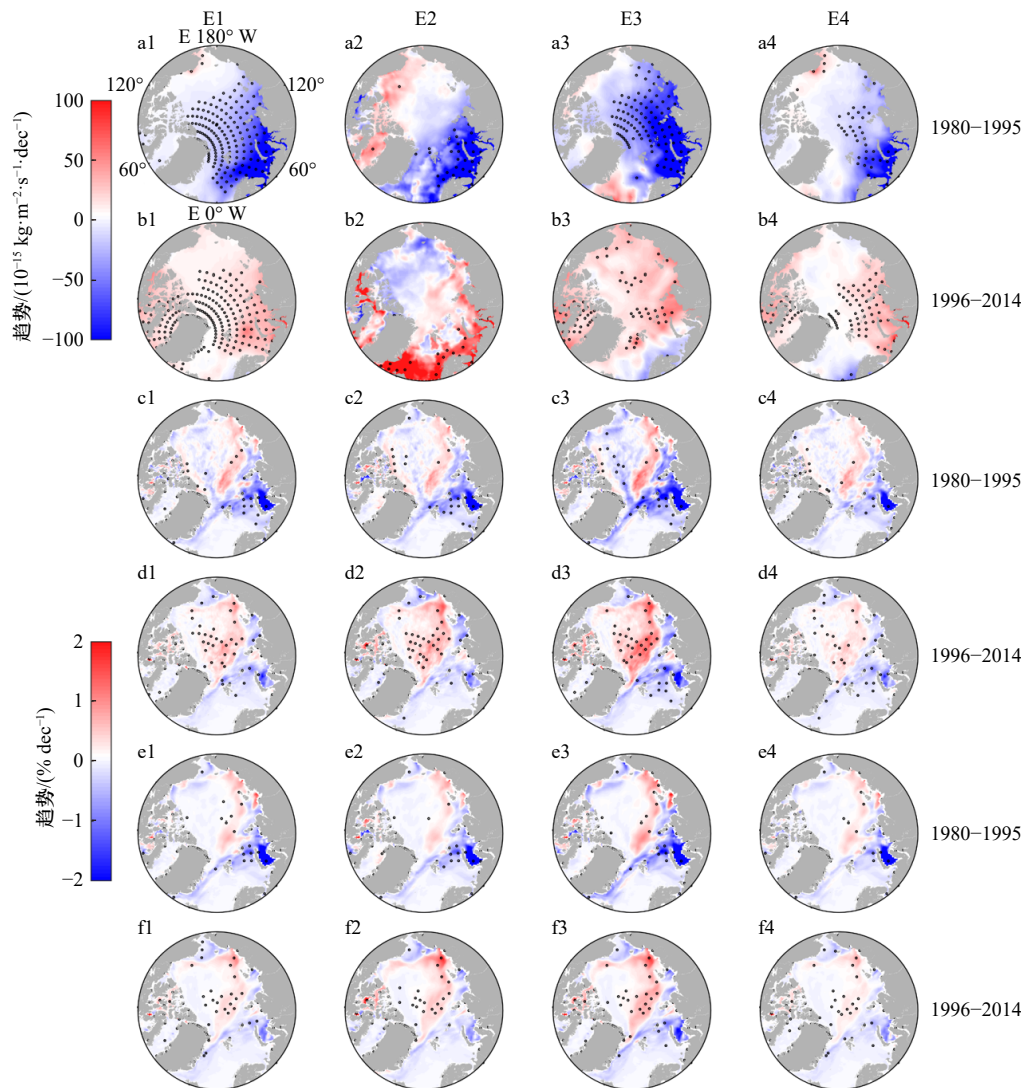 E1 E2 E3 E4
E 180° W
a1 a2 a3 a4
120° 120°
60° 60°
1980−1995
E 0° W
b1 b2 b3 b4
1996−2014
100
50
0
−50
−100
趋势/(10⁻¹⁵ kg·m⁻²·s⁻¹·dec⁻¹)
c1 c2 c3 c4
1980−1995
d1 d2 d3 d4
1996−2014
2
1
0
−1
−2
趋势/(% dec⁻¹)
e1 e2 e3 e4
1980−1995
f1 f2 f3 f4
1996−2014